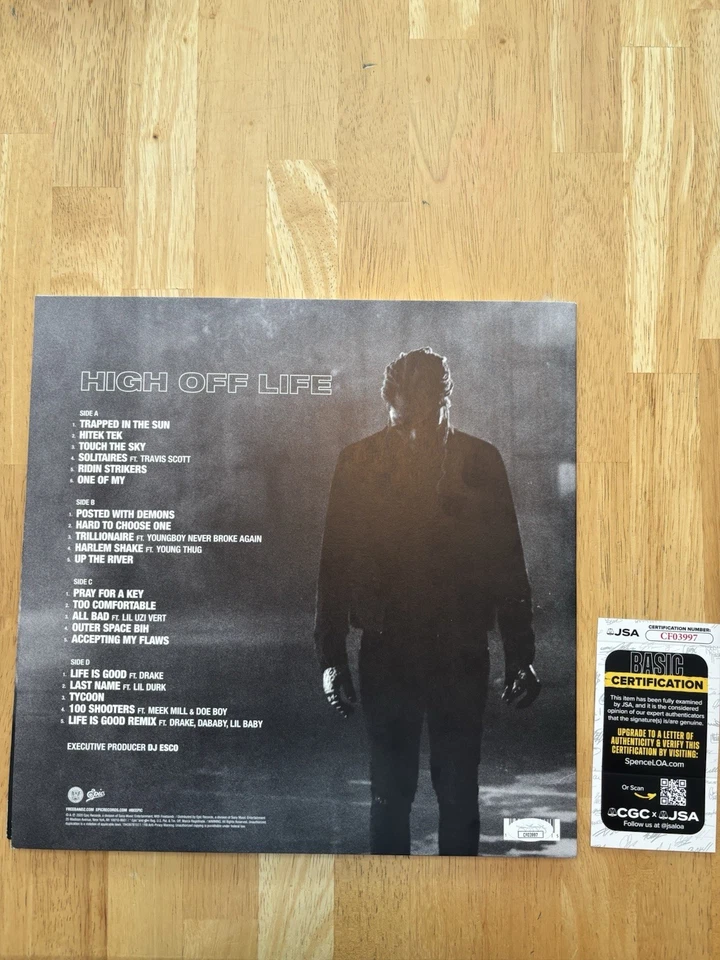 HIGH OFF LIFE
SIDE A
1. TRAPPED IN THE SUN
2. HITEK TEK
3. TOUCH THE SKY
4. SOLITAIRES FT. TRAVIS SCOTT
5. RIDIN STRIKERS
6. ONE OF MY
SIDE B
1. POSTED WITH DEMONS
2. HARD TO CHOOSE ONE
3. TRILLIONAIRE FT. YOUNGBOY NEVER BROKE AGAIN
4. HARLEM SHAKE FT. YOUNG THUG
5. UP THE RIVER
SIDE C
1. PRAY FOR A KEY
2. TOO COMFORTABLE
3. ALL BAD FT. LIL UZI VERT
4. OUTER SPACE BIH
5. ACCEPTING MY FLAWS
SIDE D
1. LIFE IS GOOD FT. DRAKE
2. LAST NAME FT. LIL DURK
3. TYCOON
4. 100 SHOOTERS FT. MEEK MILL & DOE BOY
5. LIFE IS GOOD REMIX FT. DRAKE, DABABY, LIL BABY
EXECUTIVE PRODUCER DJ ESCO
Epic
FREEBANDZ.COM EPICRECORDS.COM
CF03997
JSA
CERTIFICATION NUMBER:
CF03997
BASIC
CERTIFICATION
This item has been fully examined
by JSA, and it is the considered
opinion of our expert authenticators
that the signature(s) is/are genuine.
UPGRADE TO A LETTER OF
AUTHENTICITY & VERIFY THIS
CERTIFICATION BY VISITING:
SpenceLOA.com
Or Scan
CGC x JSA
Follow us at @jsaloa